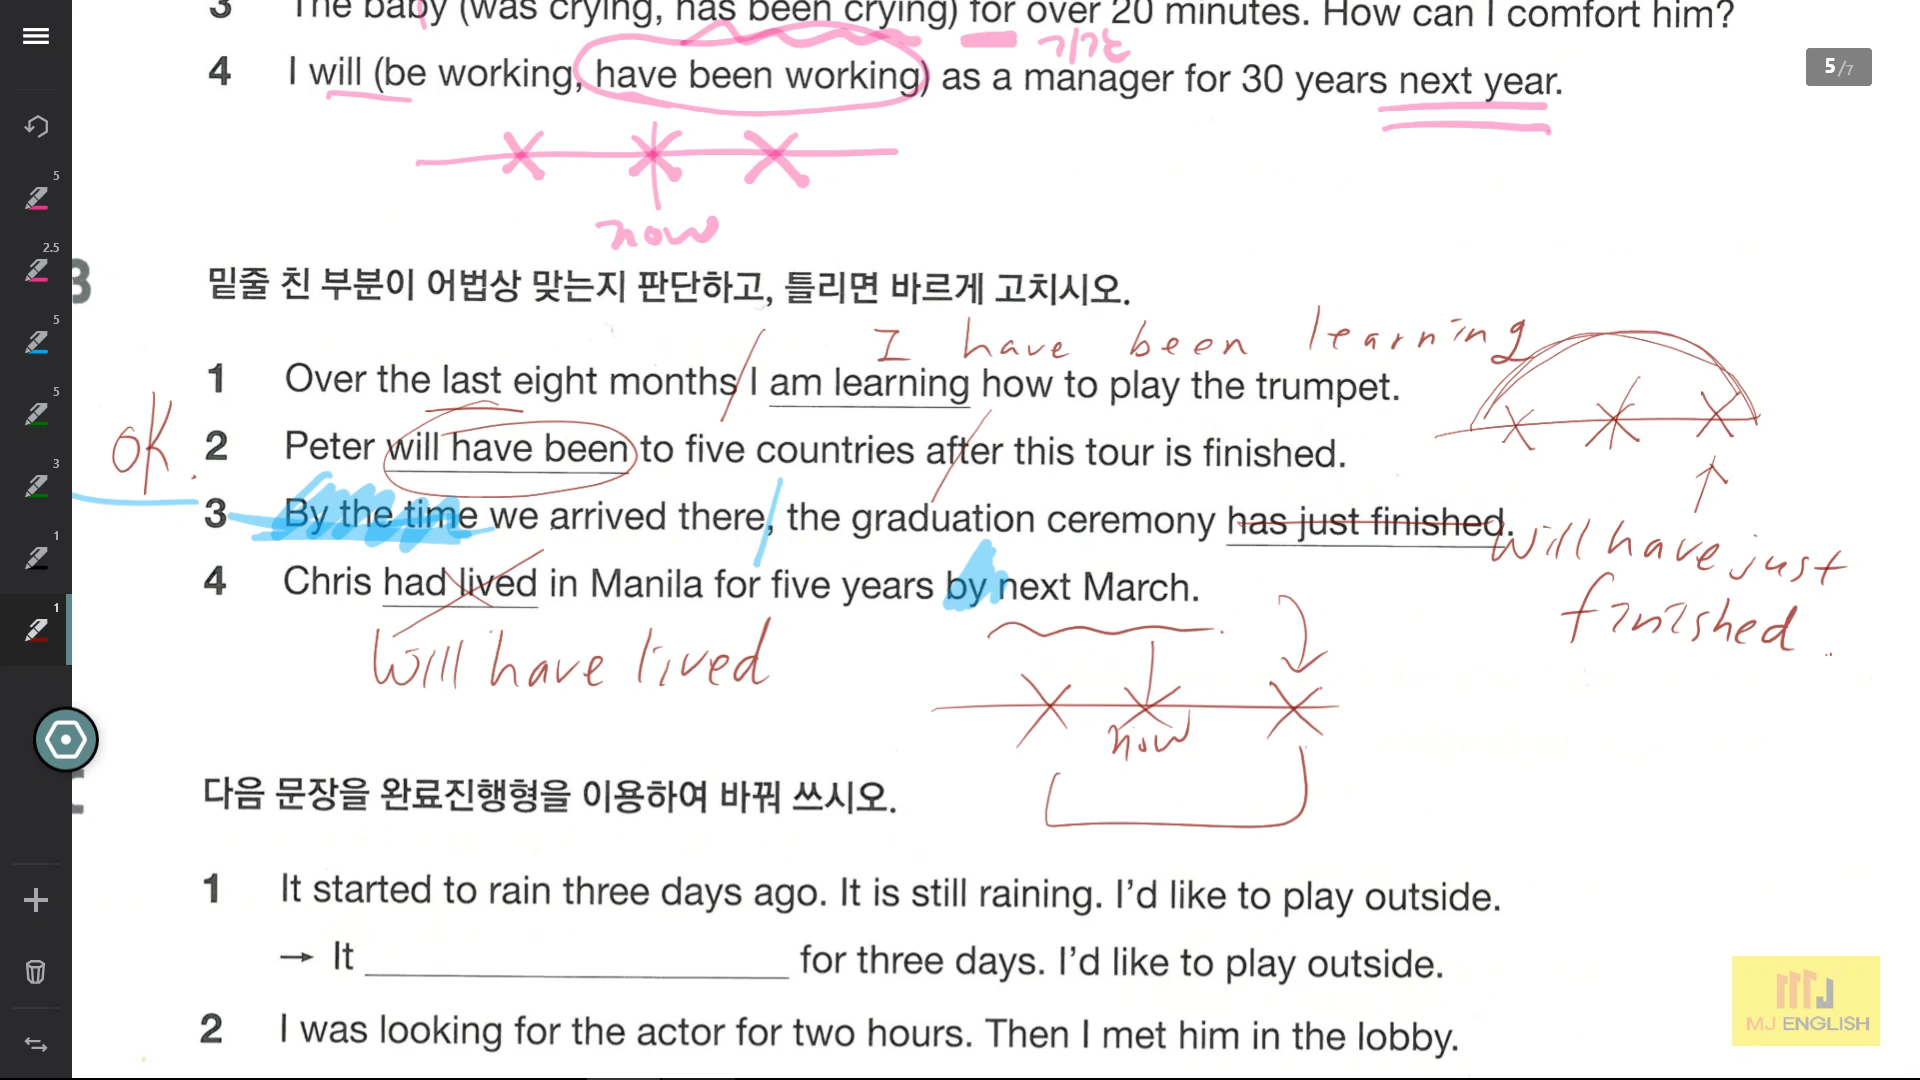 3 The baby (was crying, has been crying) for over 20 minutes. How can I comfort him?
기간
4 I will (be working, have been working) as a manager for 30 years next year.
5/7
now
밑줄 친 부분이 어법상 맞는지 판단하고, 틀리면 바르게 고치시오.
I have been learning
1 Over the last eight months I am learning how to play the trumpet.
OK. 2 Peter will have been to five countries after this tour is finished.
3 By the time we arrived there, the graduation ceremony has just finished.
will have just
finished.
4 Chris had lived in Manila for five years by next March.
will have lived
now
다음 문장을 완료진행형을 이용하여 바꿔 쓰시오.
1 It started to rain three days ago. It is still raining. I'd like to play outside.
→ It ____________ for three days. I'd like to play outside.
2 I was looking for the actor for two hours. Then I met him in the lobby.
MJ ENGLISH
5
2.5
5
5
3
1
1